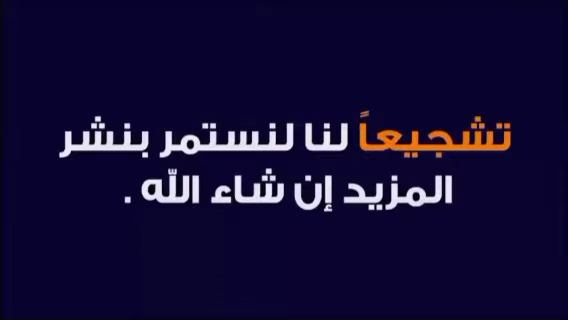 تشجيعاً لنا لنستمر بنشر
المزيد إن شاء الله .